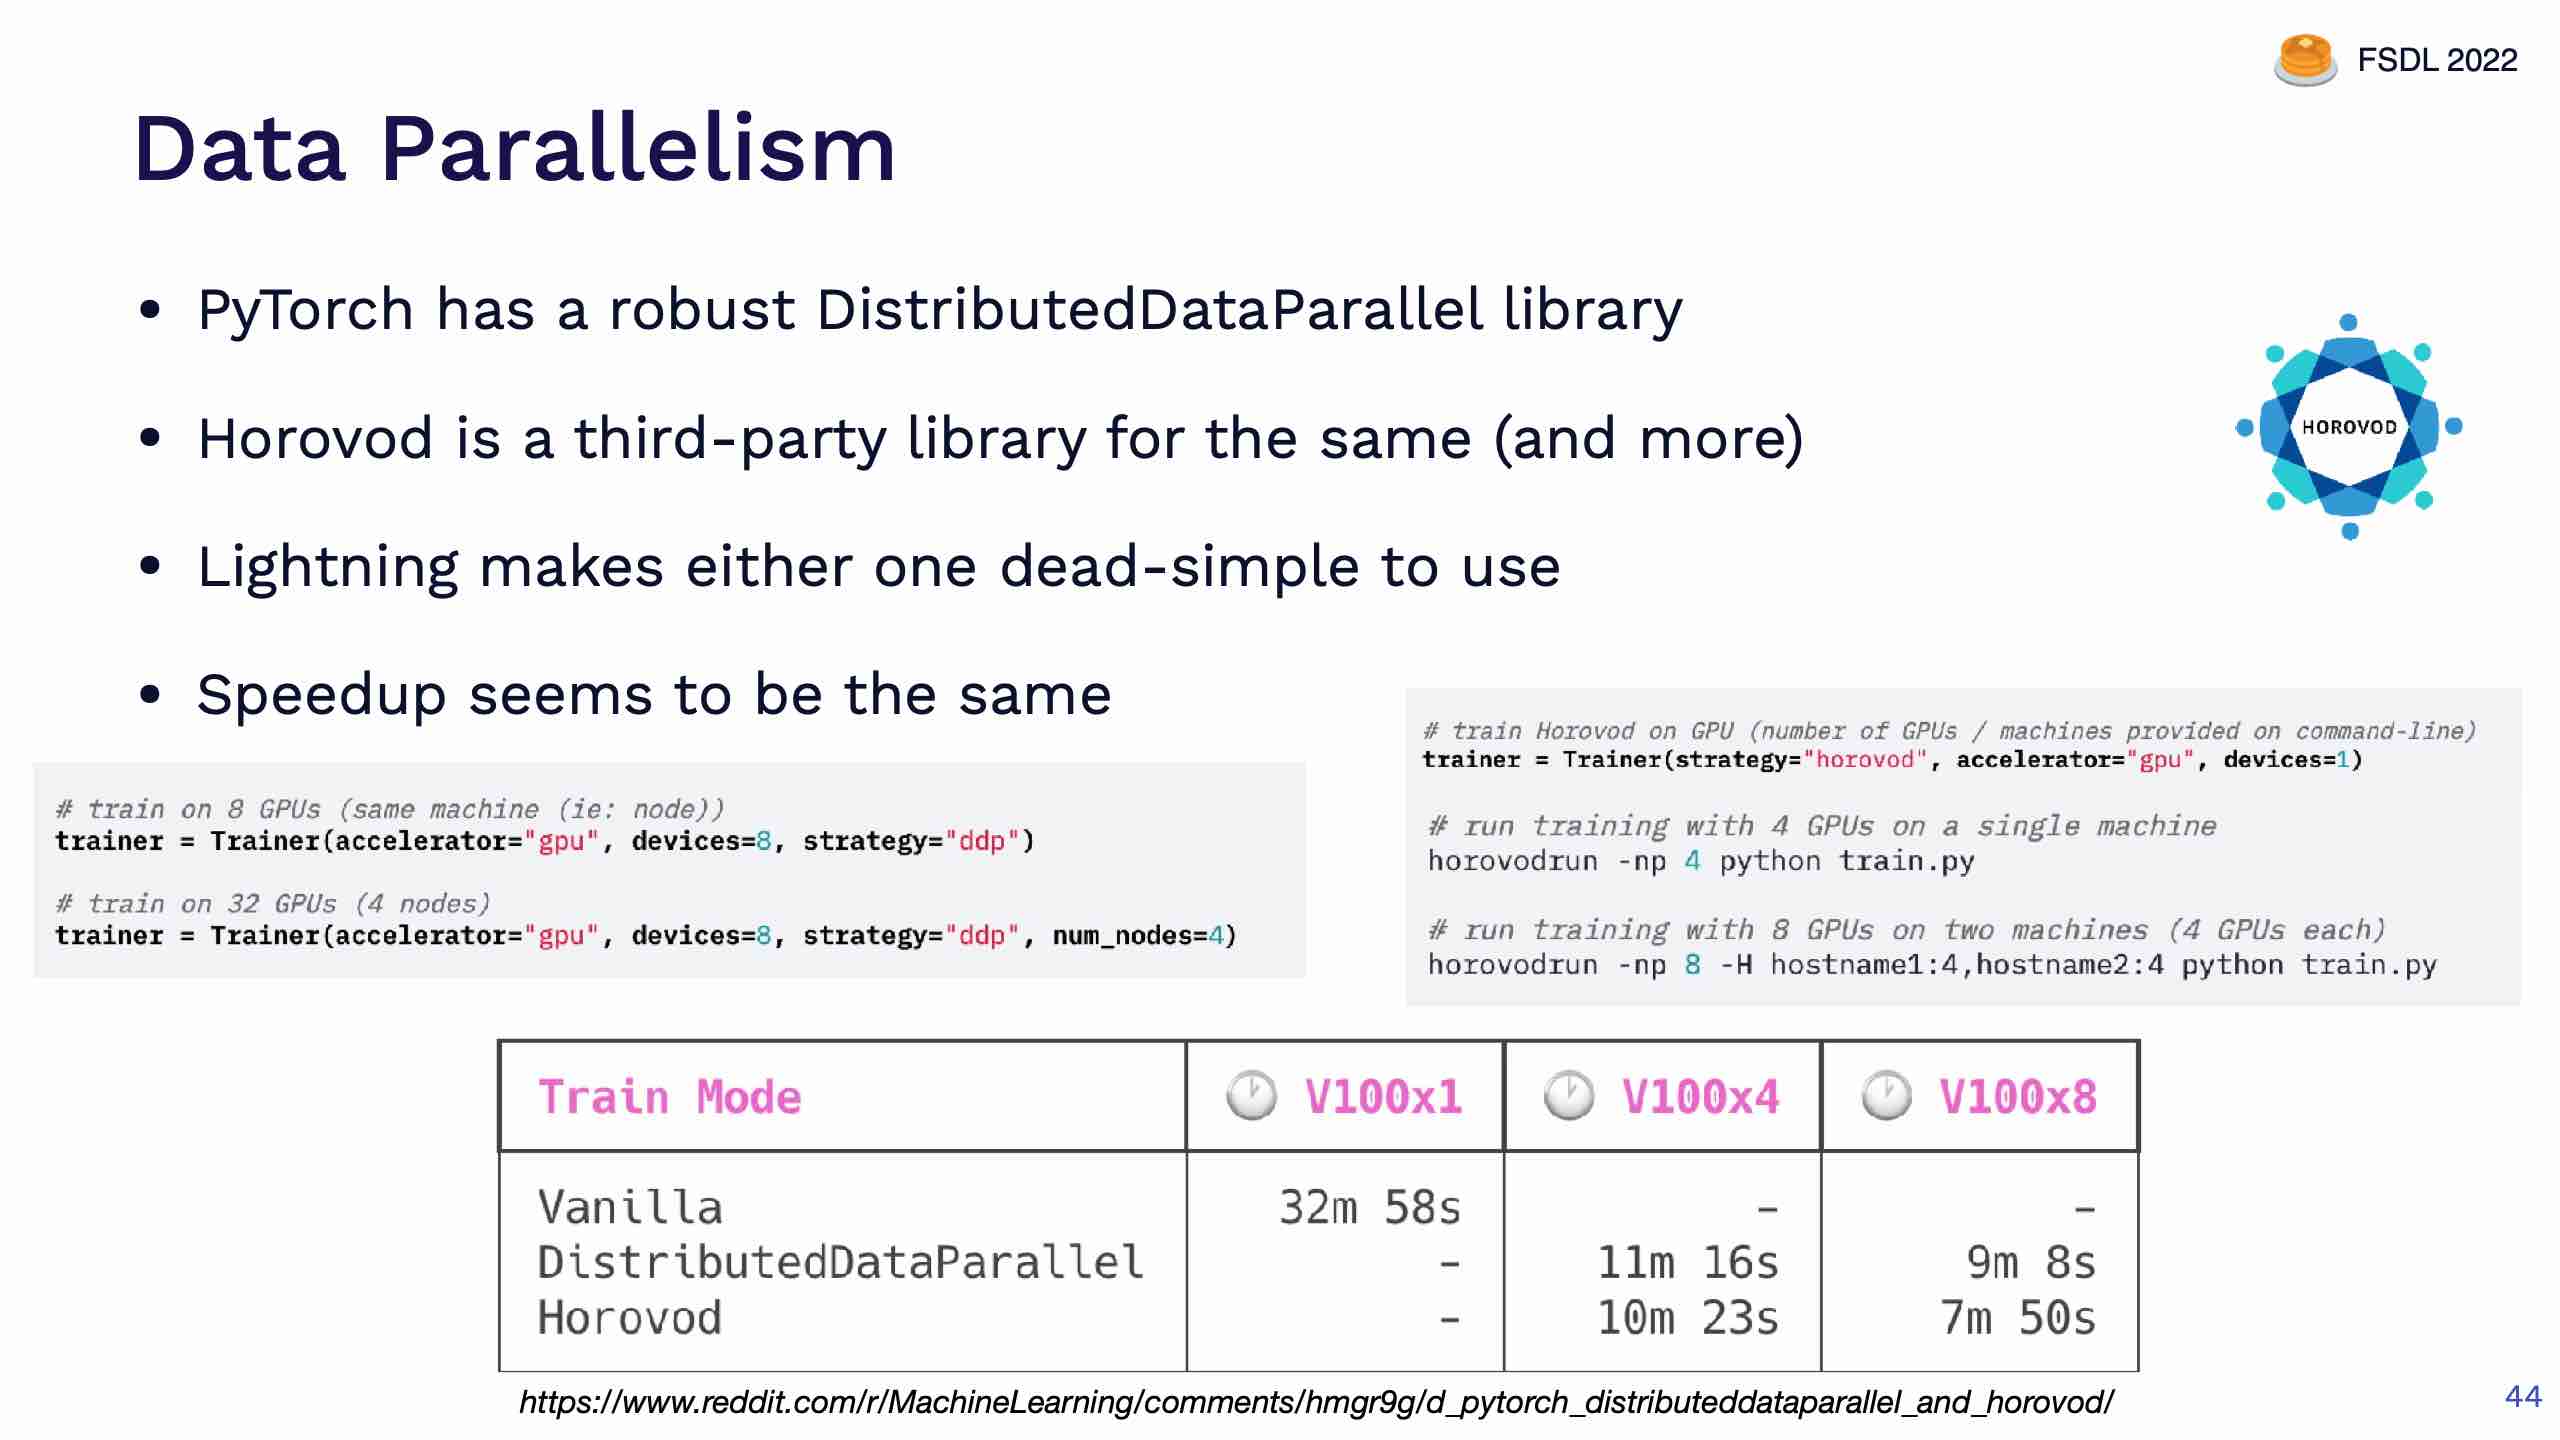 FSDL 2022
Data Parallelism
• PyTorch has a robust DistributedDataParallel library
• Horovod is a third-party library for the same (and more)
• Lightning makes either one dead-simple to use
• Speedup seems to be the same
HOROVOD
# train on 8 GPUs (same machine (ie: node))
trainer = Trainer(accelerator="gpu", devices=8, strategy="ddp")
# train on 32 GPUs (4 nodes)
trainer = Trainer(accelerator="gpu", devices=8, strategy="ddp", num_nodes=4)
# train Horovod on GPU (number of GPUs / machines provided on command-line)
trainer = Trainer(strategy="horovod", accelerator="gpu", devices=1)
# run training with 4 GPUs on a single machine
horovodrun -np 4 python train.py
# run training with 8 GPUs on two machines (4 GPUs each)
horovodrun -np 8 -H hostname1:4,hostname2:4 python train.py
Train Mode 🕐 V100x1 🕐 V100x4 🕐 V100x8
Vanilla 32m 58s – –
DistributedDataParallel – 11m 16s 9m 8s
Horovod – 10m 23s 7m 50s
https://www.reddit.com/r/MachineLearning/comments/hmgr9g/d_pytorch_distributeddataparallel_and_horovod/
44